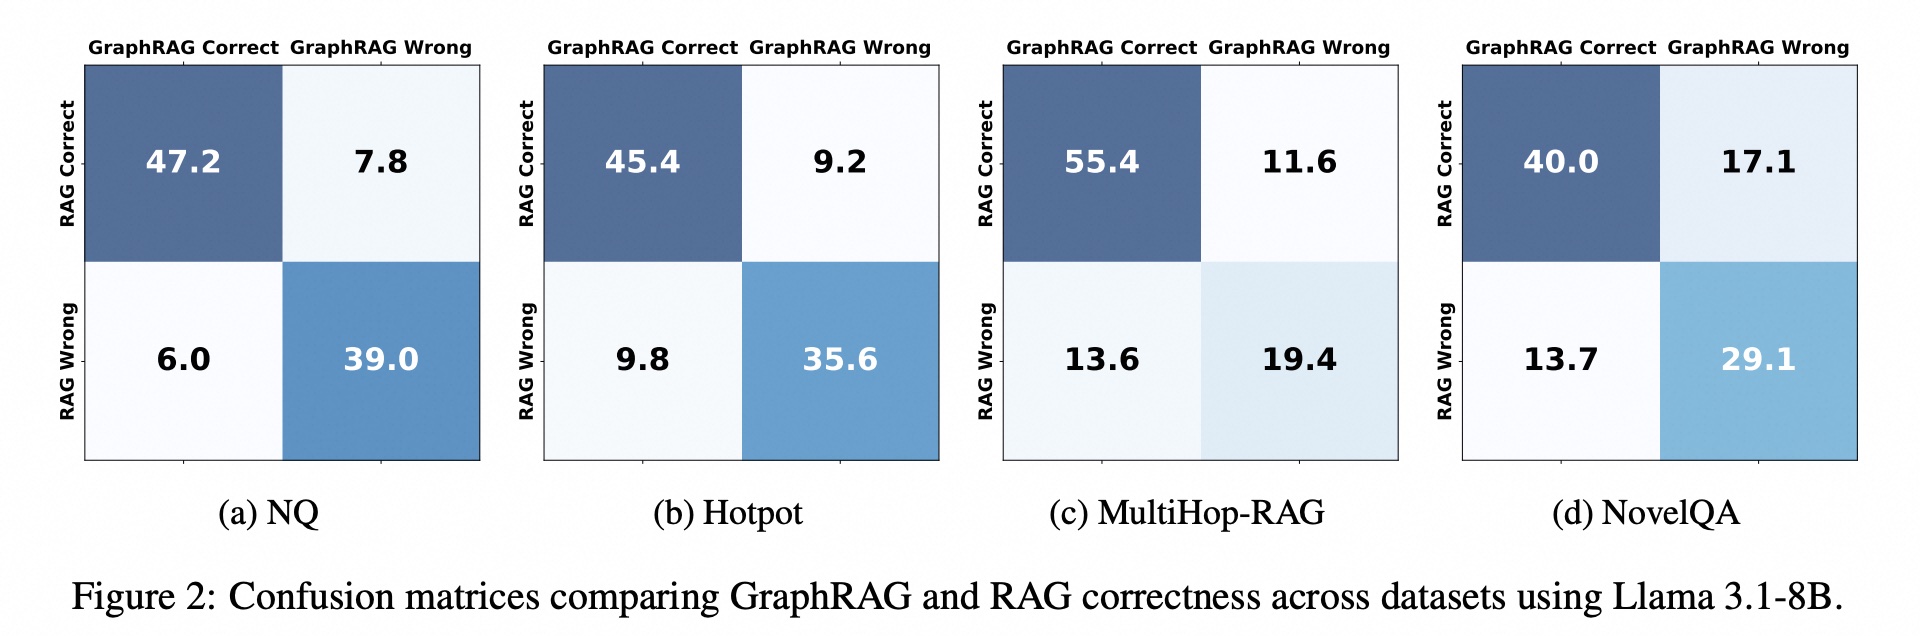 GraphRAG Correct GraphRAG Wrong
RAG Correct
47.2 7.8
RAG Wrong
6.0 39.0
(a) NQ
GraphRAG Correct GraphRAG Wrong
RAG Correct
45.4 9.2
RAG Wrong
9.8 35.6
(b) Hotpot
GraphRAG Correct GraphRAG Wrong
RAG Correct
55.4 11.6
RAG Wrong
13.6 19.4
(c) MultiHop-RAG
GraphRAG Correct GraphRAG Wrong
RAG Correct
40.0 17.1
RAG Wrong
13.7 29.1
(d) NovelQA
Figure 2: Confusion matrices comparing GraphRAG and RAG correctness across datasets using Llama 3.1-8B.